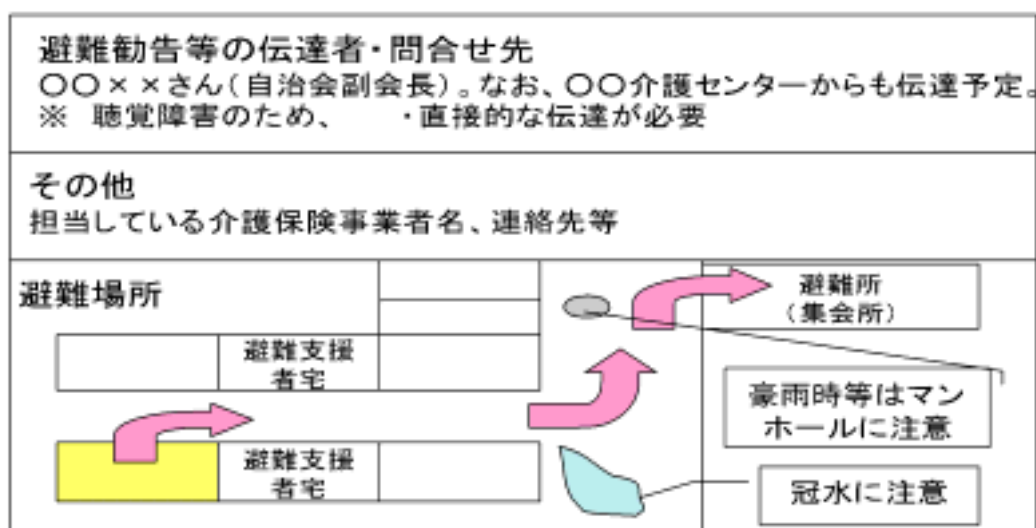 避難勧告等の伝達者・問合せ先
〇〇××さん(自治会副会長)。なお、〇〇介護センターからも伝達予定。
※ 聴覚障害のため、 ・直接的な伝達が必要
その他
担当している介護保険事業者名、連絡先等
避難場所
避難所
(集会所)
避難支援
者宅
豪雨時等はマン
ホールに注意
避難支援
者宅
冠水に注意